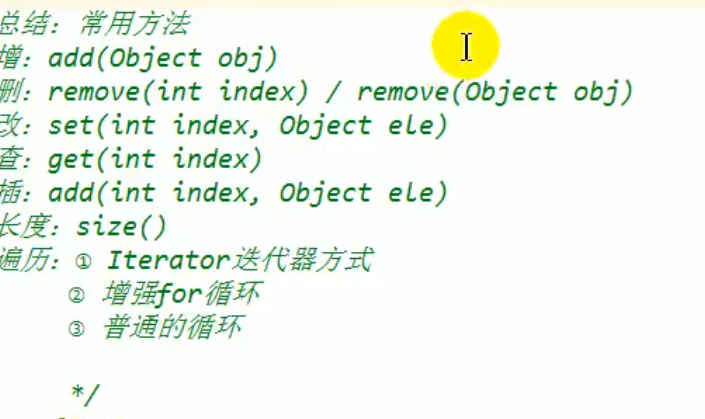 总结：常用方法
增：add(Object obj)
删：remove(int index) / remove(Object obj)
改：set(int index, Object ele)
查：get(int index)
插：add(int index, Object ele)
长度：size()
遍历：① Iterator迭代器方式
② 增强for循环
③ 普通的循环
*/